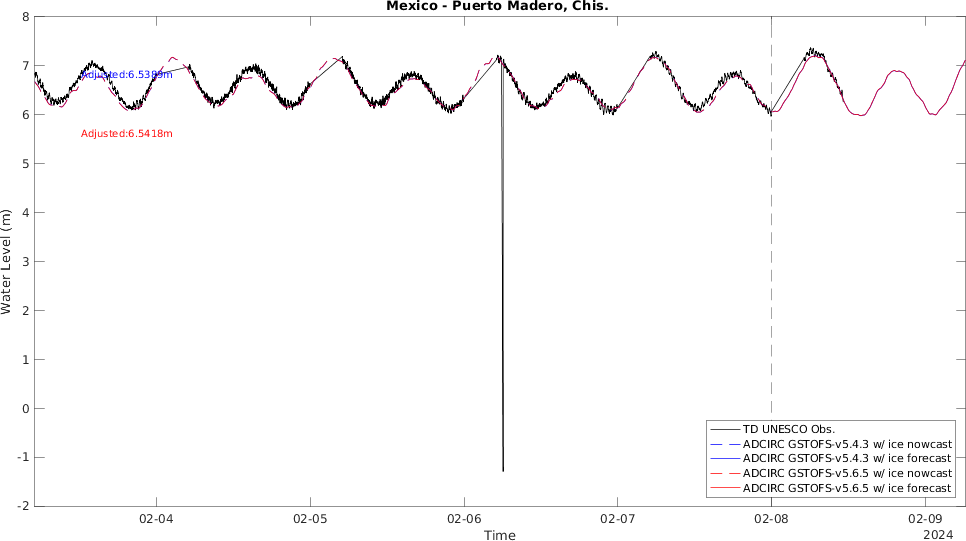 Mexico - Puerto Madero, Chis.
8
7
6
5
4
3
2
1
0
-1
-2
Water Level (m)
Adjusted:6.5389m
Adjusted:6.5418m
TD UNESCO Obs.
ADCIRC GSTOFS-v5.4.3 w/ ice nowcast
ADCIRC GSTOFS-v5.4.3 w/ ice forecast
ADCIRC GSTOFS-v5.6.5 w/ ice nowcast
ADCIRC GSTOFS-v5.6.5 w/ ice forecast
02-04 02-05 02-06 02-07 02-08 02-09
Time
2024